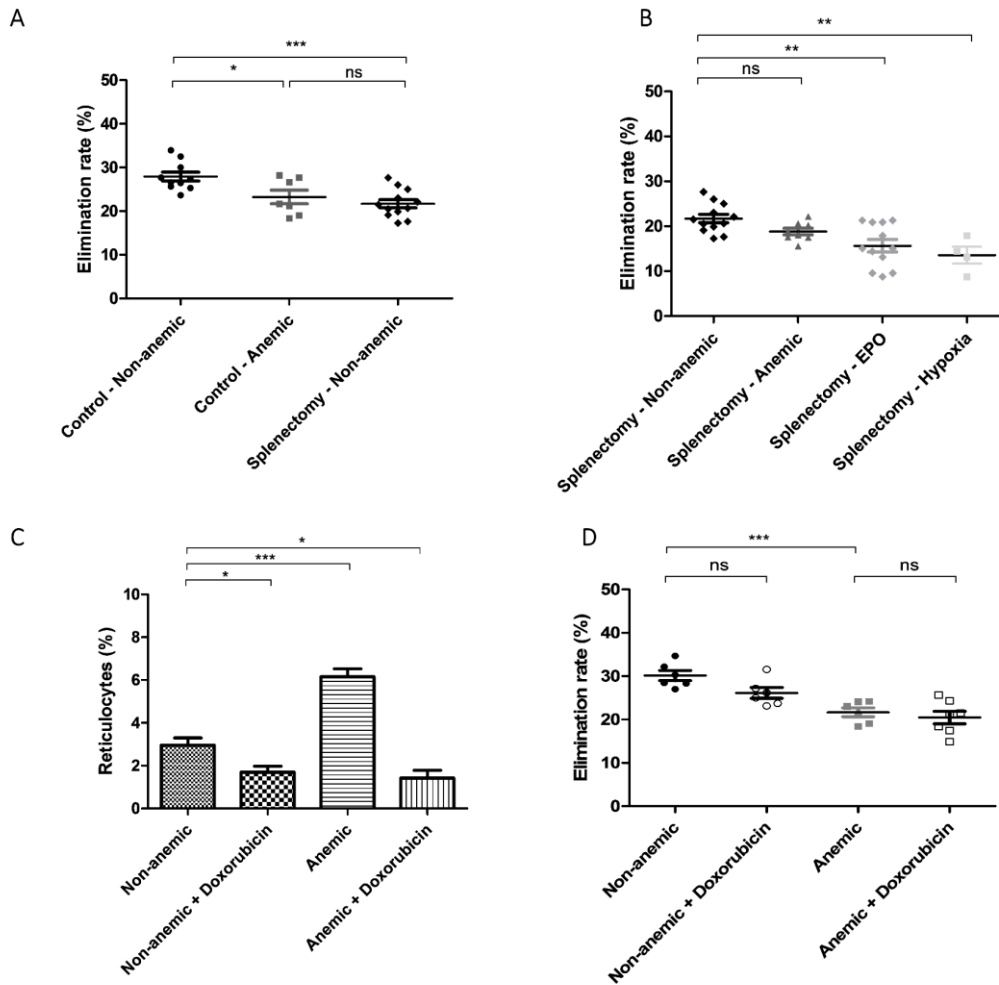 A
***
*
ns
Elimination rate (%)
50
40
30
20
10
0
Control - Non-anemic
Control - Anemic
Splenectomy - Non-anemic
B
**
**
ns
Elimination rate (%)
50
40
30
20
10
0
Splenectomy - Non-anemic
Splenectomy - Anemic
Splenectomy - EPO
Splenectomy - Hypoxia
C
*
***
*
Reticulocytes (%)
10
8
6
4
2
0
Non-anemic
Non-anemic + Doxorubicin
Anemic
Anemic + Doxorubicin
D
***
ns
ns
Elimination rate (%)
50
40
30
20
10
0
Non-anemic
Non-anemic + Doxorubicin
Anemic
Anemic + Doxorubicin